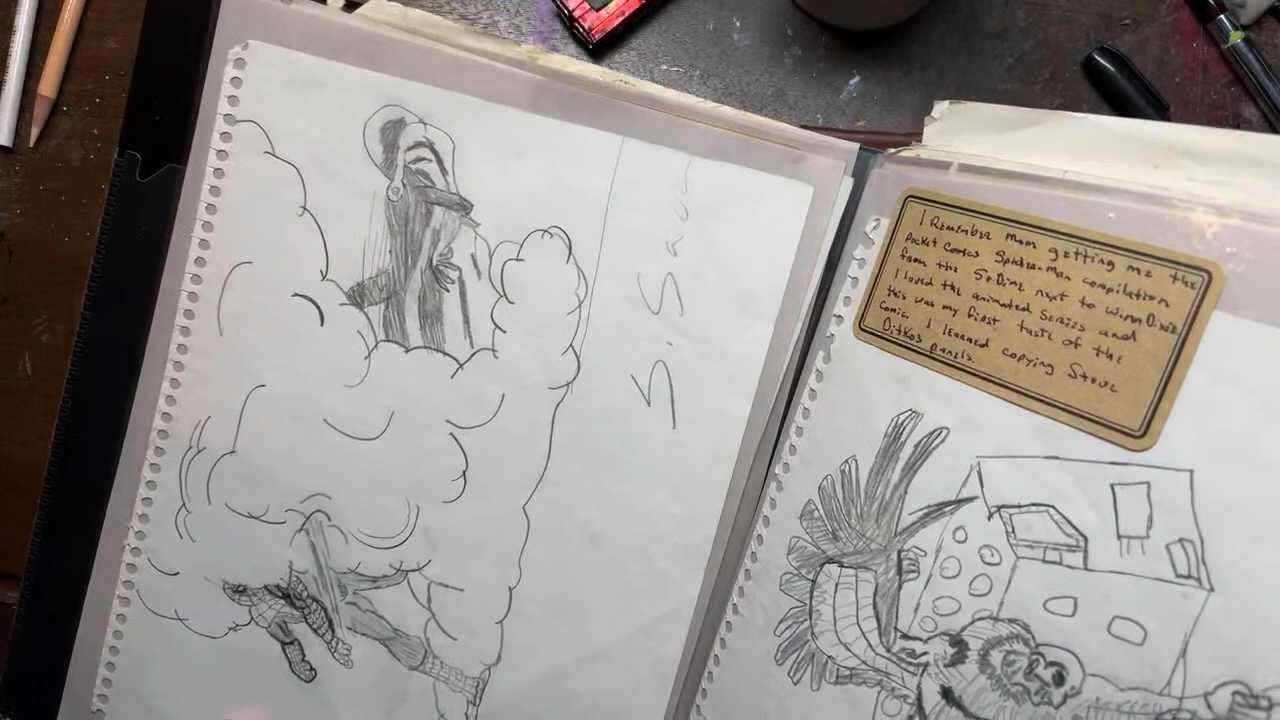 I Remember mom getting me the
Pocket Comics Spider-Man compilation
from the 5+Dime next to Winn Dixie
I loved the animated Series and
this was my first taste of the
Comic. I learned copying Steve
Ditkos panels.